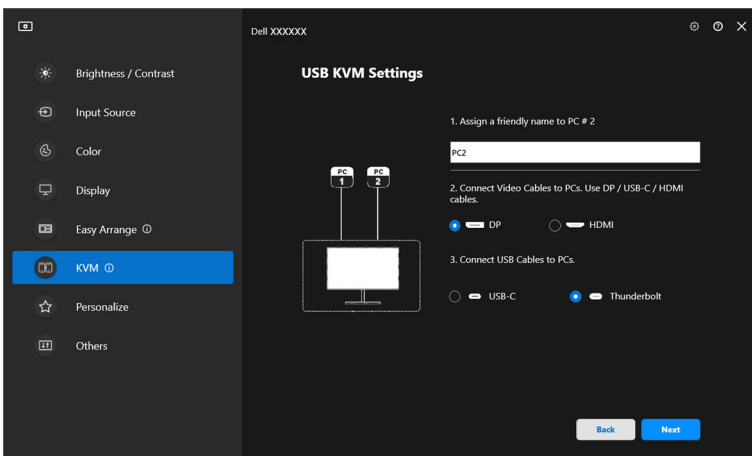 Dell XXXXXX
Brightness / Contrast
Input Source
Color
Display
Easy Arrange
KVM
Personalize
Others
USB KVM Settings
PC
1
PC
2
1. Assign a friendly name to PC # 2
PC2
2. Connect Video Cables to PCs. Use DP / USB-C / HDMI
cables.
DP
HDMI
3. Connect USB Cables to PCs.
USB-C
Thunderbolt
Back
Next